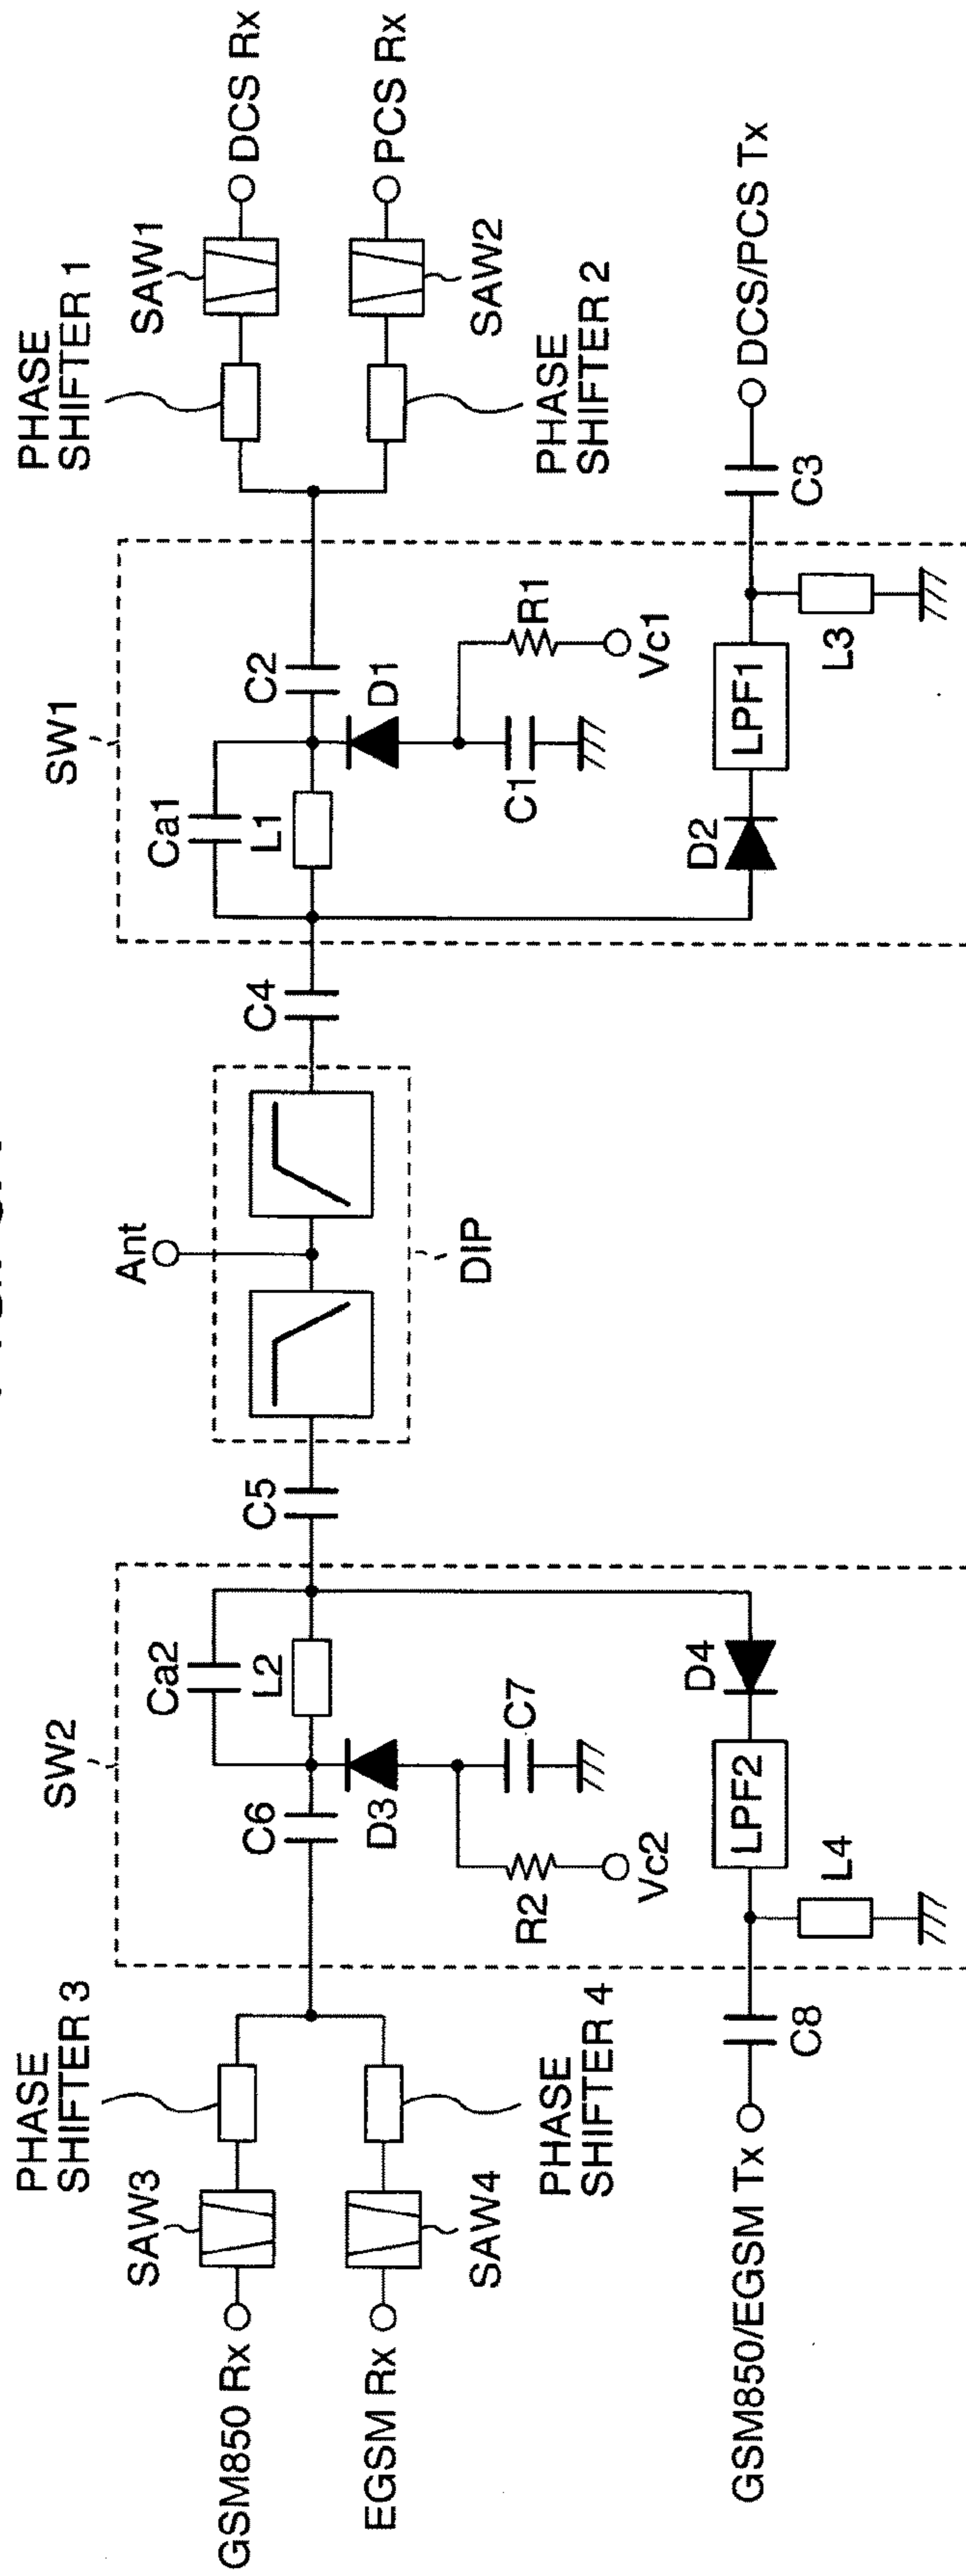 PHASE
SHIFTER 3
SAW3
GSM850 Rx
EGSM Rx
SAW4
PHASE
SHIFTER 4
GSM850/EGSM Tx
C8
SW2
Ca2
L2
C6
D3
C7
R2
Vc2
D4
LPF2
L4
C5
Ant
DIP
C4
SW1
Ca1
L1
C2
D1
R1
C1
Vc1
D2
LPF1
L3
C3
PHASE
SHIFTER 1
SAW1
DCS Rx
PCS Rx
SAW2
PHASE
SHIFTER 2
DCS/PCS Tx